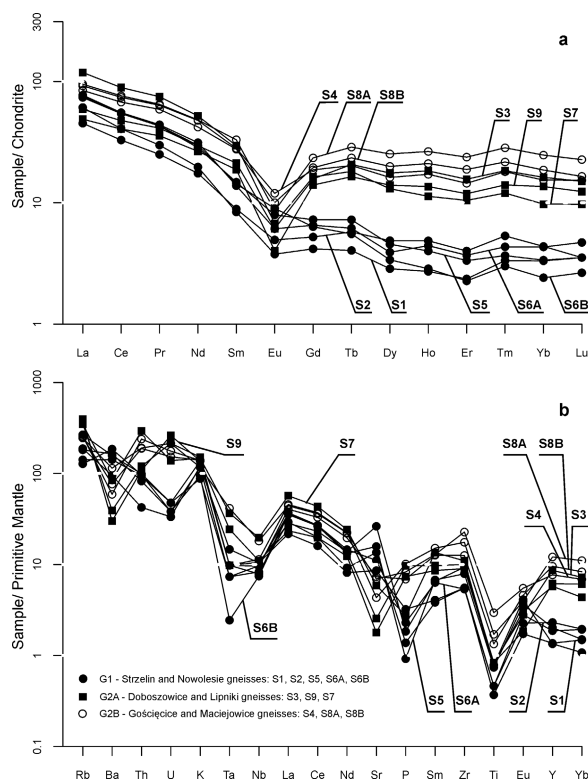 300
a
100
S4 S8A S8B
S3 S9 S7
Sample/ Chondrite
10
S2 S1 S5 S6A S6B
1
La Ce Pr Nd Sm Eu Gd Tb Dy Ho Er Tm Yb Lu
1000
b
S9 S7 S8A S8B
100
S4 S3
Sample/ Primitive Mantle
10
S6B
1
G1 - Strzelin and Nowolesie gneisses: S1, S2, S5, S6A, S6B
G2A - Doboszowice and Lipniki gneisses: S3, S9, S7
S5 S6A S2 S1
G2B - Gościęcice and Maciejowice gneisses: S4, S8A, S8B
0.1
Rb Ba Th U K Ta Nb La Ce Nd Sr P Sm Zr Ti Eu Y Yb